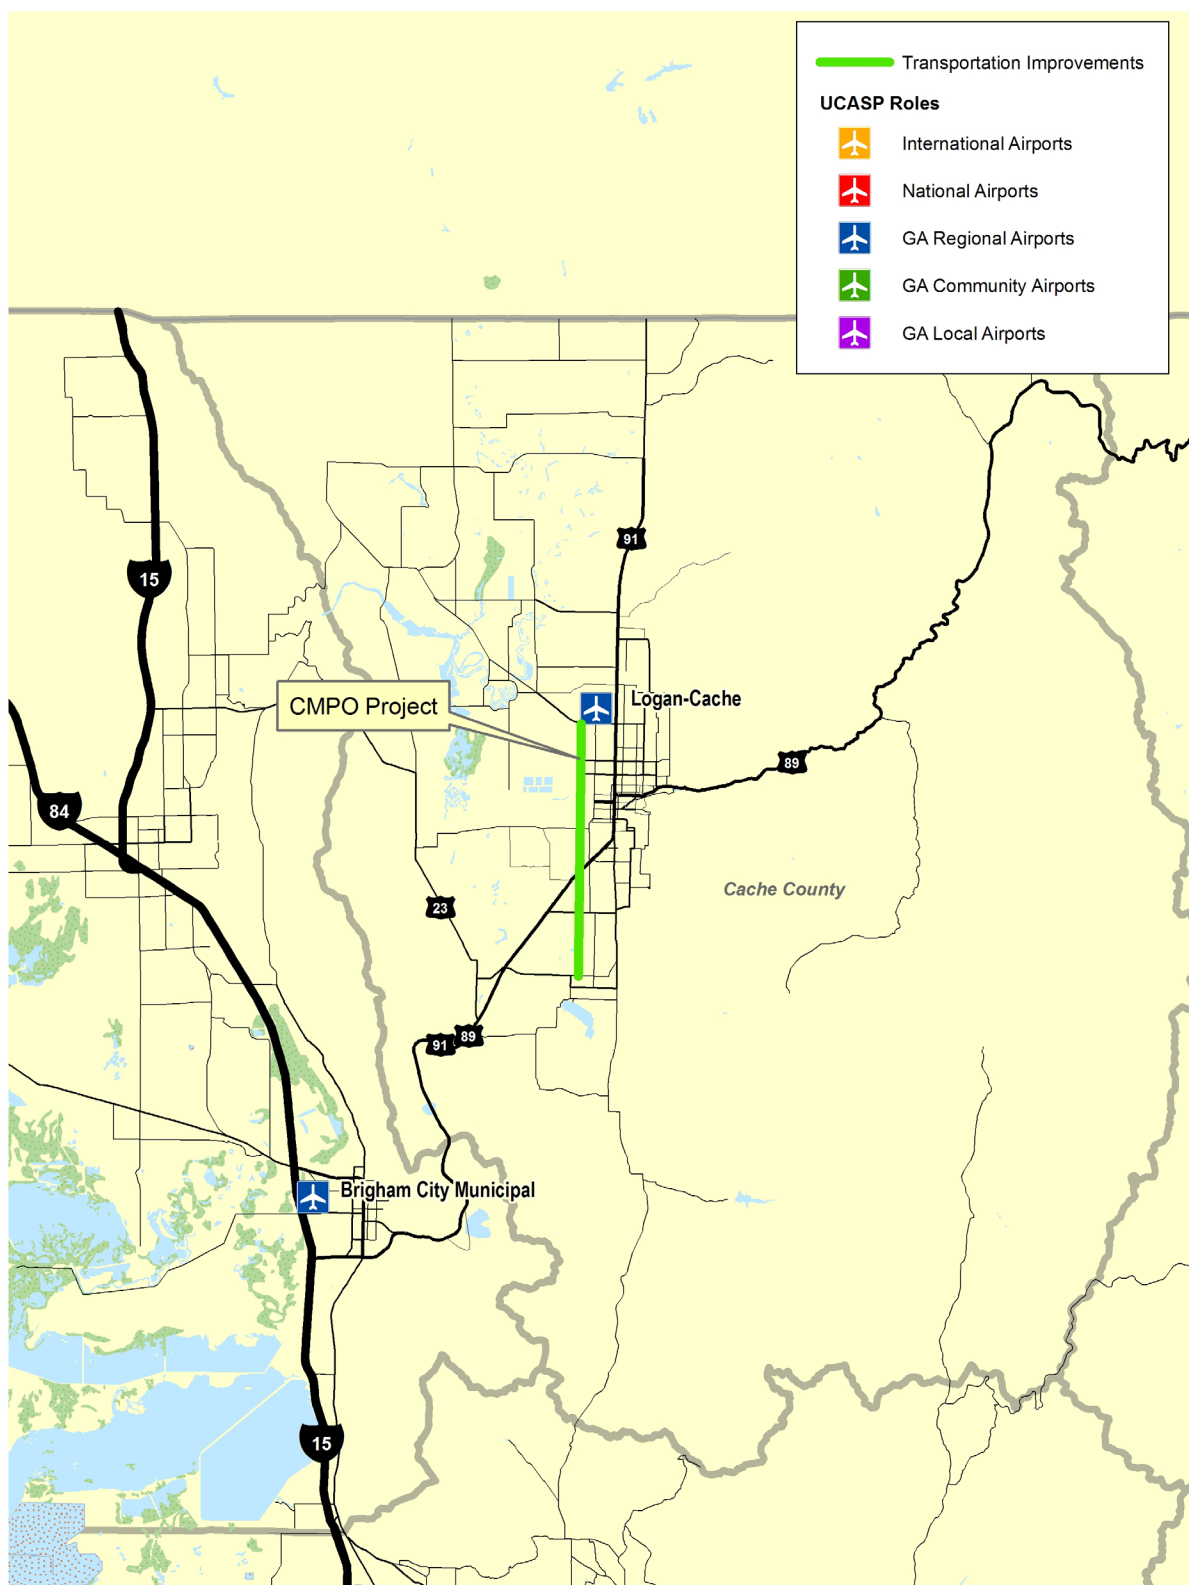 Transportation Improvements
UCASP Roles
International Airports
National Airports
GA Regional Airports
GA Community Airports
GA Local Airports
91
15
CMPO Project
Logan-Cache
89
84
Cache County
23
91
89
Brigham City Municipal
15